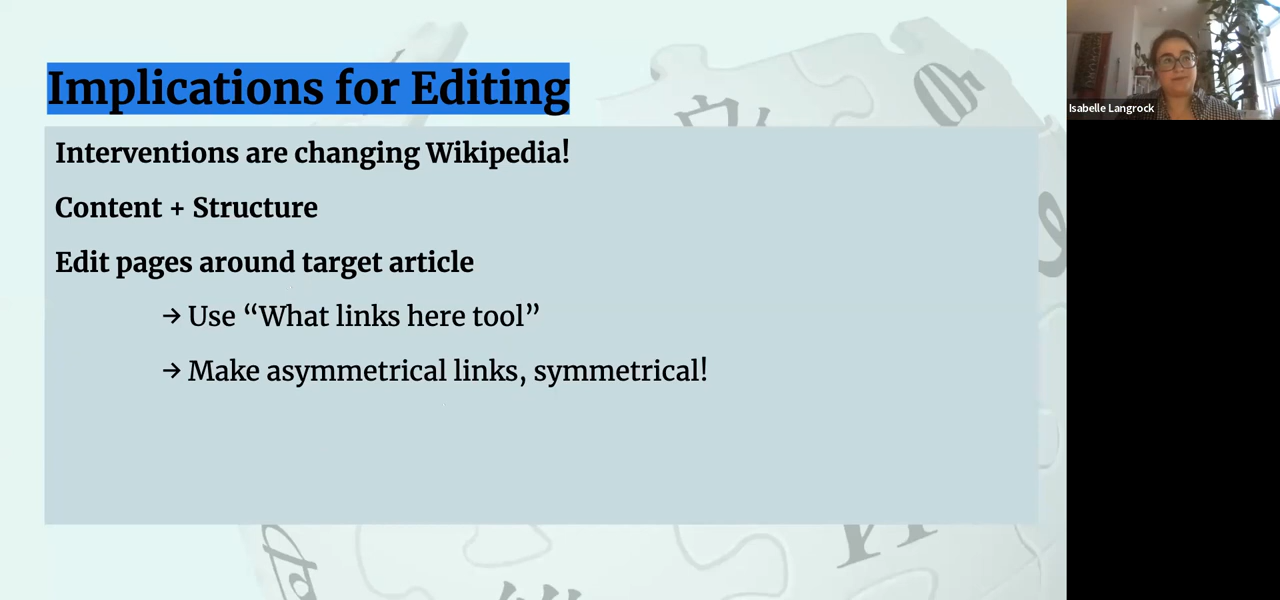 Implications for Editing
Interventions are changing Wikipedia!
Content + Structure
Edit pages around target article
→ Use “What links here tool”
→ Make asymmetrical links, symmetrical!
Isabelle Langrock